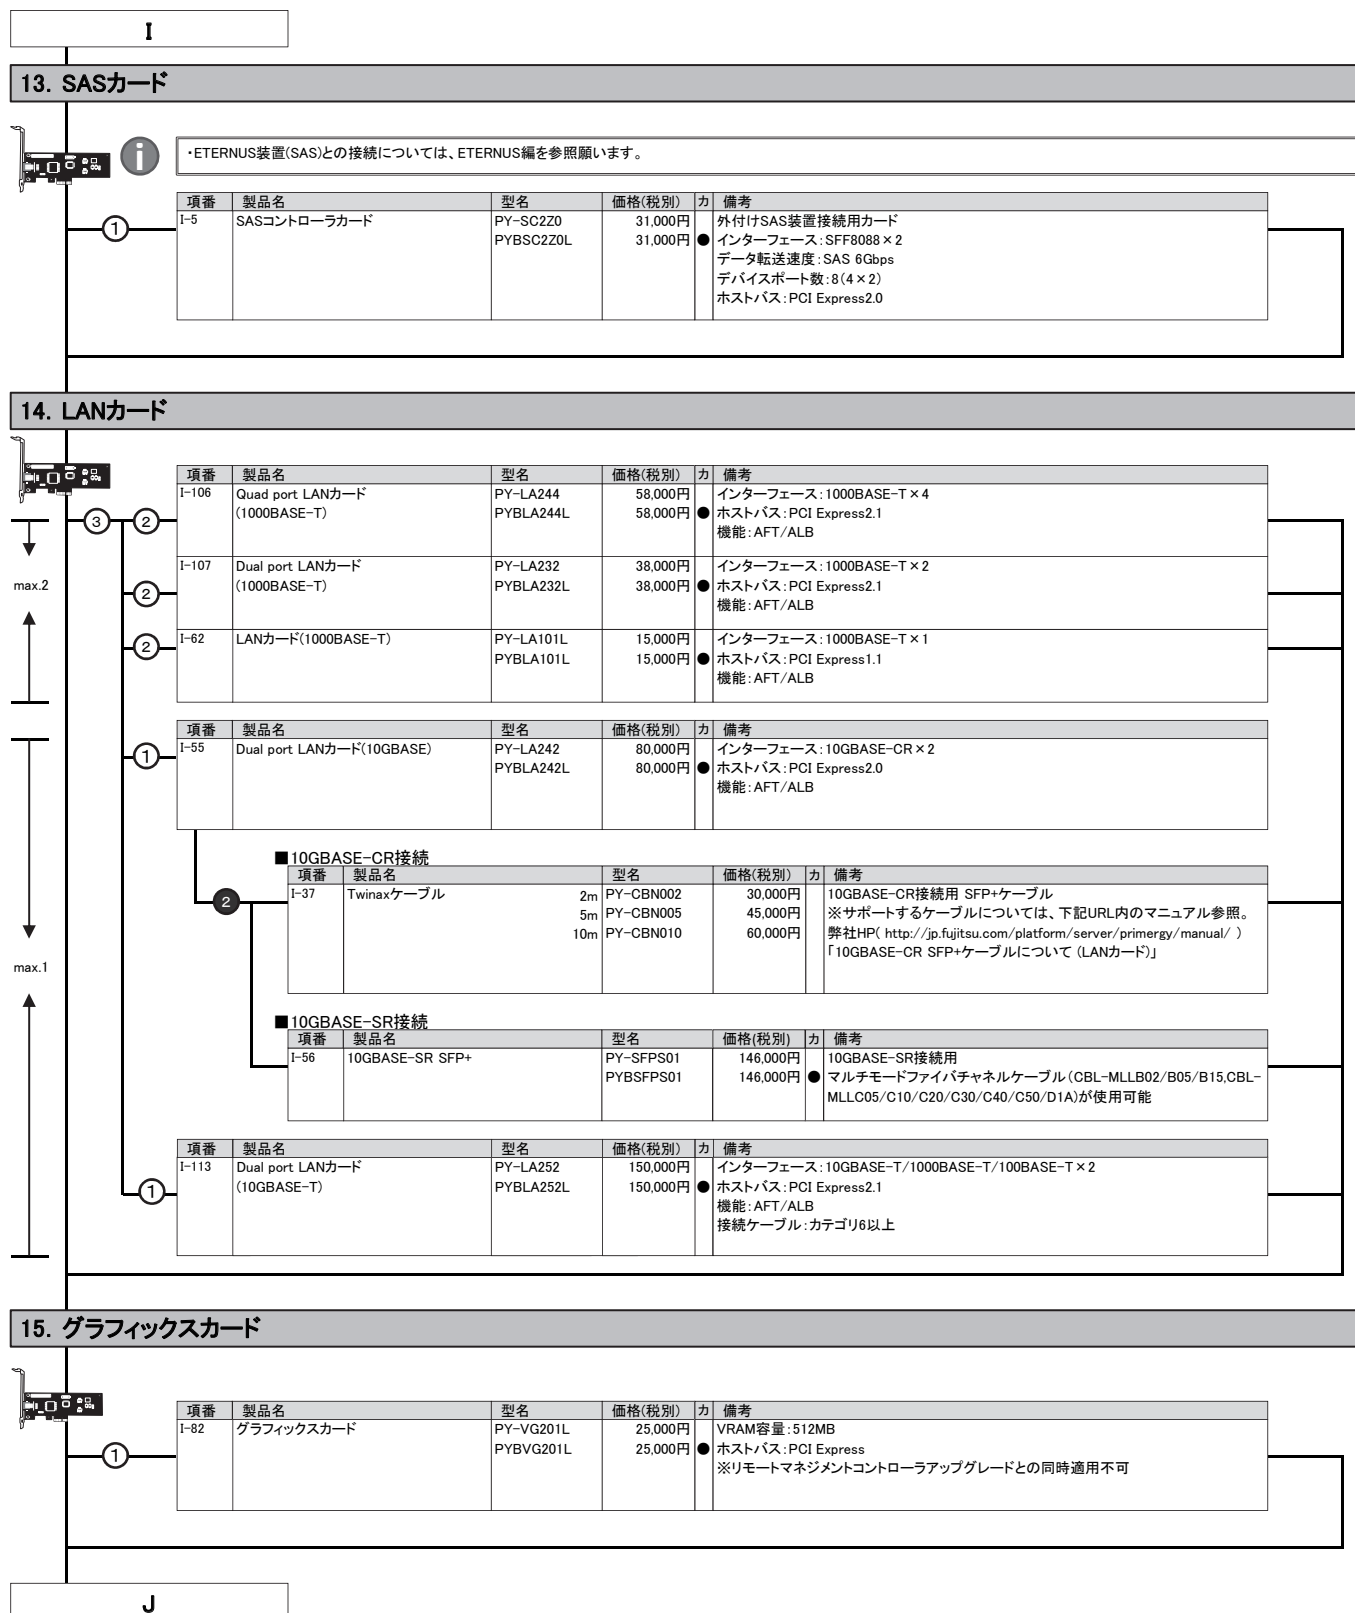 I
13. SASカード
・ETERNUS装置(SAS)との接続については、ETERNUS編を参照願います。
項番 製品名 型名 価格(税別) カ 備考
① I-5 SASコントローラカード PY-SC2Z0 31,000円 外付けSAS装置接続用カード
PYBSC2Z0L 31,000円 ● インターフェース:SFF8088×2
データ転送速度:SAS 6Gbps
デバイスポート数:8(4×2)
ホストバス:PCI Express2.0
14. LANカード
項番 製品名 型名 価格(税別) カ 備考
③ ② I-106 Quad port LANカード PY-LA244 58,000円 インターフェース:1000BASE-T×4
(1000BASE-T) PYBLA244L 58,000円 ● ホストバス:PCI Express2.1
機能:AFT/ALB
max.2
② I-107 Dual port LANカード PY-LA232 38,000円 インターフェース:1000BASE-T×2
(1000BASE-T) PYBLA232L 38,000円 ● ホストバス:PCI Express2.1
機能:AFT/ALB
② I-62 LANカード(1000BASE-T) PY-LA101L 15,000円 インターフェース:1000BASE-T×1
PYBLA101L 15,000円 ● ホストバス:PCI Express1.1
機能:AFT/ALB
項番 製品名 型名 価格(税別) カ 備考
① I-55 Dual port LANカード(10GBASE) PY-LA242 80,000円 インターフェース:10GBASE-CR×2
PYBLA242L 80,000円 ● ホストバス:PCI Express2.0
機能:AFT/ALB
■10GBASE-CR接続
項番 製品名 型名 価格(税別) カ 備考
❷ I-37 Twinaxケーブル 2m PY-CBN002 30,000円 10GBASE-CR接続用 SFP+ケーブル
5m PY-CBN005 45,000円 ※サポートするケーブルについては、下記URL内のマニュアル参照。
10m PY-CBN010 60,000円 弊社HP( http://jp.fujitsu.com/platform/server/primergy/manual/ )
「10GBASE-CR SFP+ケーブルについて (LANカード)」
max.1
■10GBASE-SR接続
項番 製品名 型名 価格(税別) カ 備考
I-56 10GBASE-SR SFP+ PY-SFPS01 146,000円 10GBASE-SR接続用
PYBSFPS01 146,000円 ● マルチモードファイバチャネルケーブル(CBL-MLLB02/B05/B15,CBL-
MLLC05/C10/C20/C30/C40/C50/D1A)が使用可能
項番 製品名 型名 価格(税別) カ 備考
① I-113 Dual port LANカード PY-LA252 150,000円 インターフェース:10GBASE-T/1000BASE-T/100BASE-T×2
(10GBASE-T) PYBLA252L 150,000円 ● ホストバス:PCI Express2.1
機能:AFT/ALB
接続ケーブル:カテゴリ6以上
15. グラフィックスカード
項番 製品名 型名 価格(税別) カ 備考
① I-82 グラフィックスカード PY-VG201L 25,000円 VRAM容量:512MB
PYBVG201L 25,000円 ● ホストバス:PCI Express
※リモートマネジメントコントローラアップグレードとの同時適用不可
J